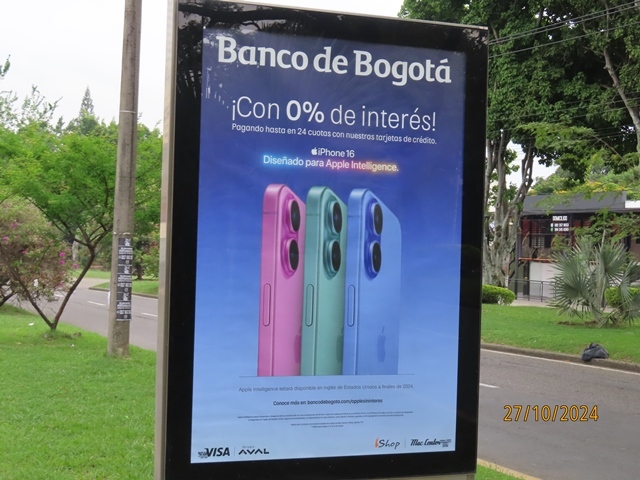 Banco de Bogotá
¡Con 0% de interés!
Pagando hasta en 24 cuotas con nuestras tarjetas de crédito.
iPhone 16
Diseñado para Apple Intelligence.
Apple Intelligence estará disponible en inglés de Estados Unidos a finales de 2024.
Conoce más en: bancodebogota.com/applesininteres
VISA
AVAL
iShop
Mac Center
DOMICILIOS
27/10/2024